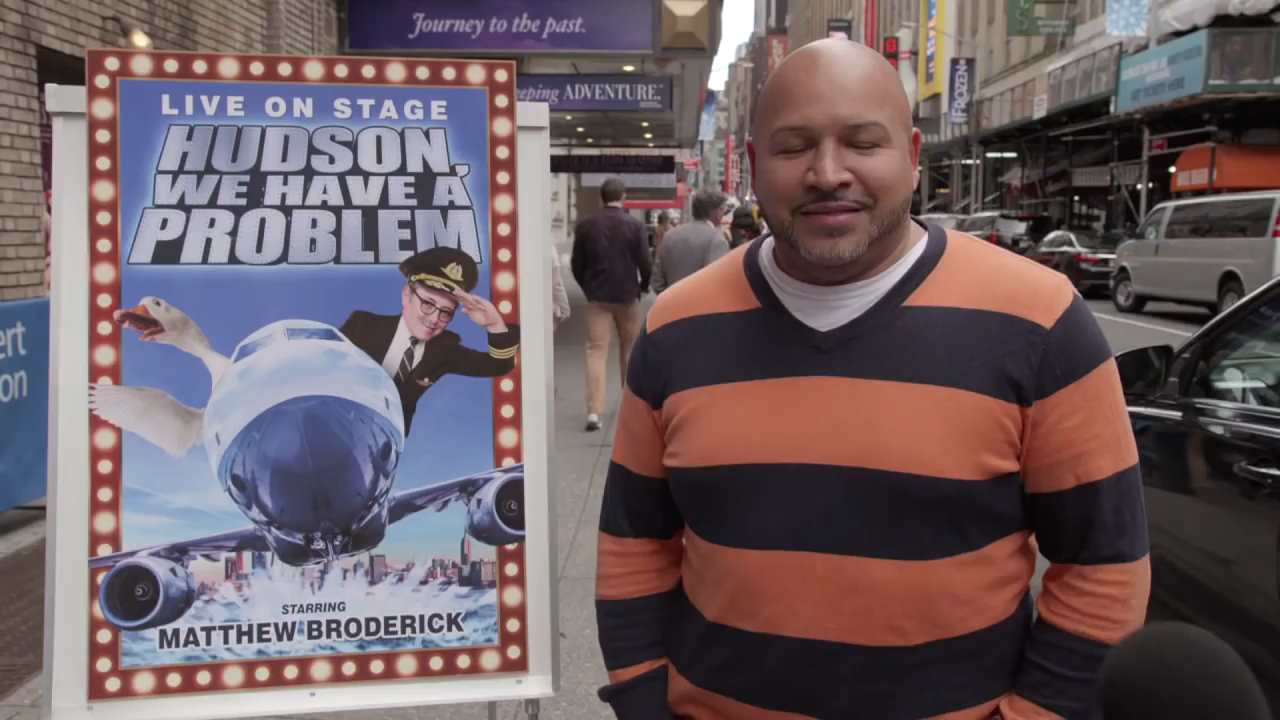 Journey to the past.
eeping ADVENTURE.
LIVE ON STAGE
HUDSON,
WE HAVE A
PROBLEM
STARRING
MATTHEW BRODERICK
ert
on
FROZEN